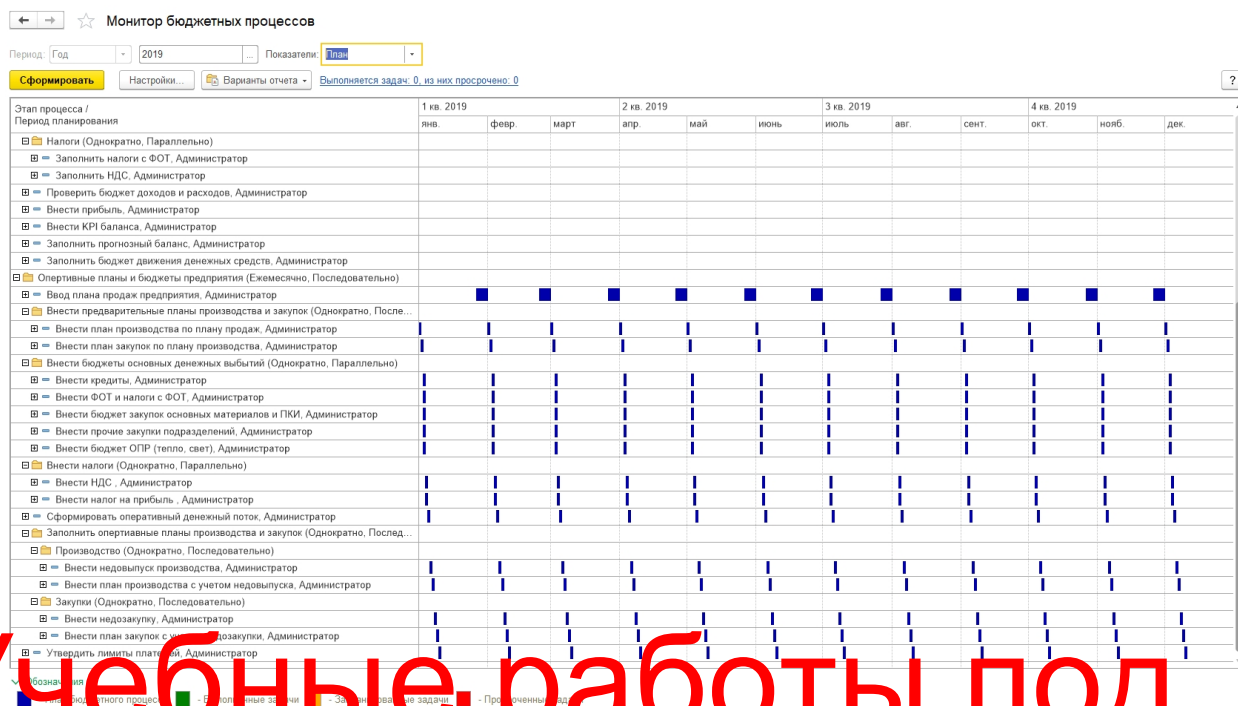 Монитор бюджетных процессов
Период: Год 2019 ... Показатели: План
Сформировать Настройки... Варианты отчета Выполняется задач: 0, из них просрочено: 0 ?
Этап процесса /
Период планирования
1 кв. 2019 2 кв. 2019 3 кв. 2019 4 кв. 2019
янв. февр. март апр. май июнь июль авг. сент. окт. нояб. дек.
Налоги (Однократно, Параллельно)
Заполнить налоги с ФОТ, Администратор
Заполнить НДС, Администратор
Проверить бюджет доходов и расходов, Администратор
Внести прибыль, Администратор
Внести KPI баланса, Администратор
Заполнить прогнозный баланс, Администратор
Заполнить бюджет движения денежных средств, Администратор
Опертивные планы и бюджеты предприятия (Ежемесячно, Последовательно)
Ввод плана продаж предприятия, Администратор
Внести предварительные планы производства и закупок (Однократно, После...
Внести план производства по плану продаж, Администратор
Внести план закупок по плану производства, Администратор
Внести бюджеты основных денежных выбытий (Однократно, Параллельно)
Внести кредиты, Администратор
Внести ФОТ и налоги с ФОТ, Администратор
Внести бюджет закупок основных материалов и ПКИ, Администратор
Внести прочие закупки подразделений, Администратор
Внести бюджет ОПР (тепло, свет), Администратор
Внести налоги (Однократно, Параллельно)
Внести НДС , Администратор
Внести налог на прибыль , Администратор
Сформировать оперативный денежный поток, Администратор
Заполнить опертиавные планы производства и закупок (Однократно, Послед...
Производство (Однократно, Последовательно)
Внести недовыпуск производства, Администратор
Внести план производства с учетом недовыпуска, Администратор
Закупки (Однократно, Последовательно)
Внести недозакупку, Администратор
Внести план закупок с Администратор
Утвердить лимиты Администратор
Учебные работы под